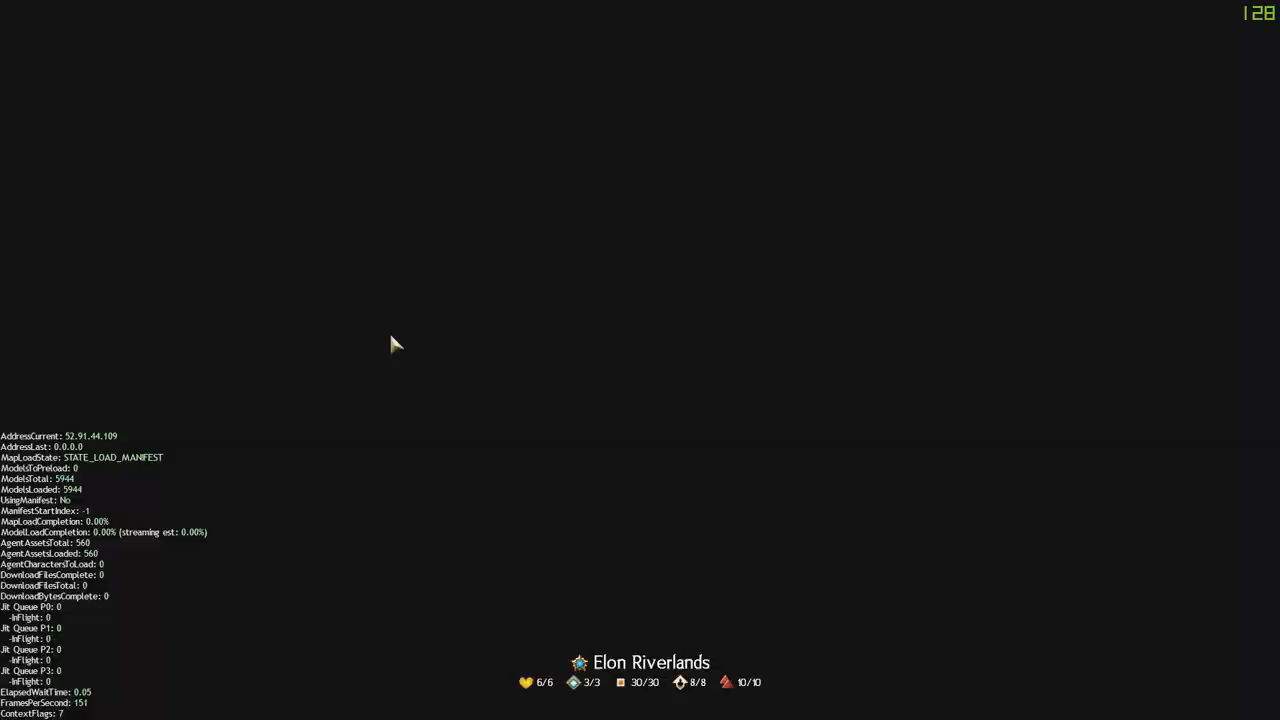 128
AddressCurrent: 52.91.44.109
AddressLast: 0.0.0.0
MapLoadState: STATE_LOAD_MANIFEST
ModelsToPreload: 0
ModelsTotal: 5944
ModelsLoaded: 5944
UsingManifest: No
ManifestStartIndex: -1
MapLoadCompletion: 0.00%
ModelLoadCompletion: 0.00% (streaming est: 0.00%)
AgentAssetsTotal: 560
AgentAssetsLoaded: 560
AgentCharactersToLoad: 0
DownloadFilesComplete: 0
DownloadFilesTotal: 0
DownloadBytesComplete: 0
Jit Queue P0: 0
-InFlight: 0
Jit Queue P1: 0
-InFlight: 0
Jit Queue P2: 0
-InFlight: 0
Jit Queue P3: 0
-InFlight: 0
ElapsedWaitTime: 0.05
FramesPerSecond: 151
ContextFlags: 7
Elon Riverlands
6/6 3/3 30/30 8/8 10/10